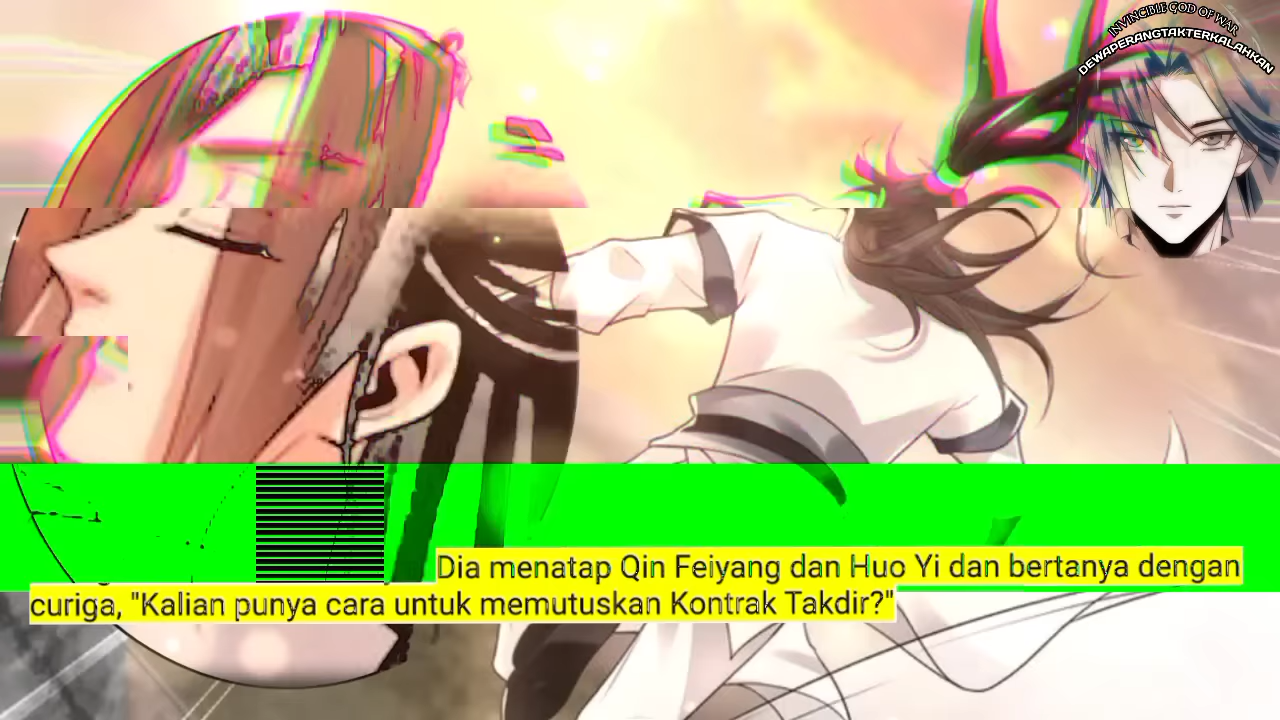 INVINCIBLE GOD OF WAR
DEWAPERANGTAKTERKALAHKAN
Dia menatap Qin Feiyang dan Huo Yi dan bertanya dengan
curiga, "Kalian punya cara untuk memutuskan Kontrak Takdir?"